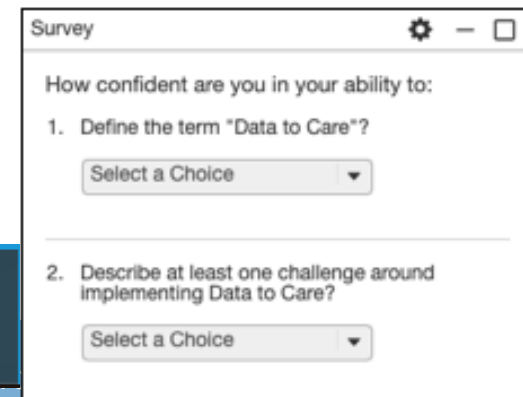 Survey
How confident are you in your ability to:
1. Define the term "Data to Care"?
Select a Choice
2. Describe at least one challenge around
implementing Data to Care?
Select a Choice